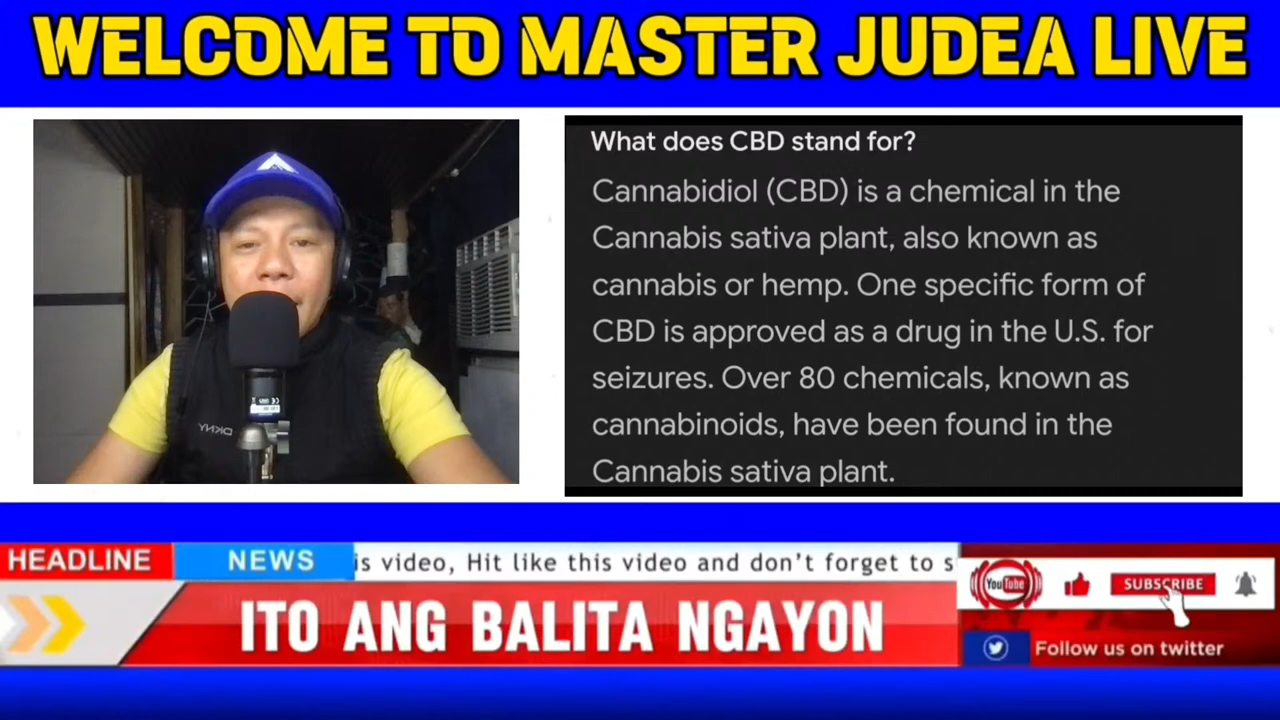 WELCOME TO MASTER JUDEA LIVE
What does CBD stand for?
Cannabidiol (CBD) is a chemical in the
Cannabis sativa plant, also known as
cannabis or hemp. One specific form of
CBD is approved as a drug in the U.S. for
seizures. Over 80 chemicals, known as
cannabinoids, have been found in the
Cannabis sativa plant.
DKNY
HEADLINE
NEWS
is video, Hit like this video and don't forget to s
ITO ANG BALITA NGAYON
YouTube
SUBSCRIBE
Follow us on twitter